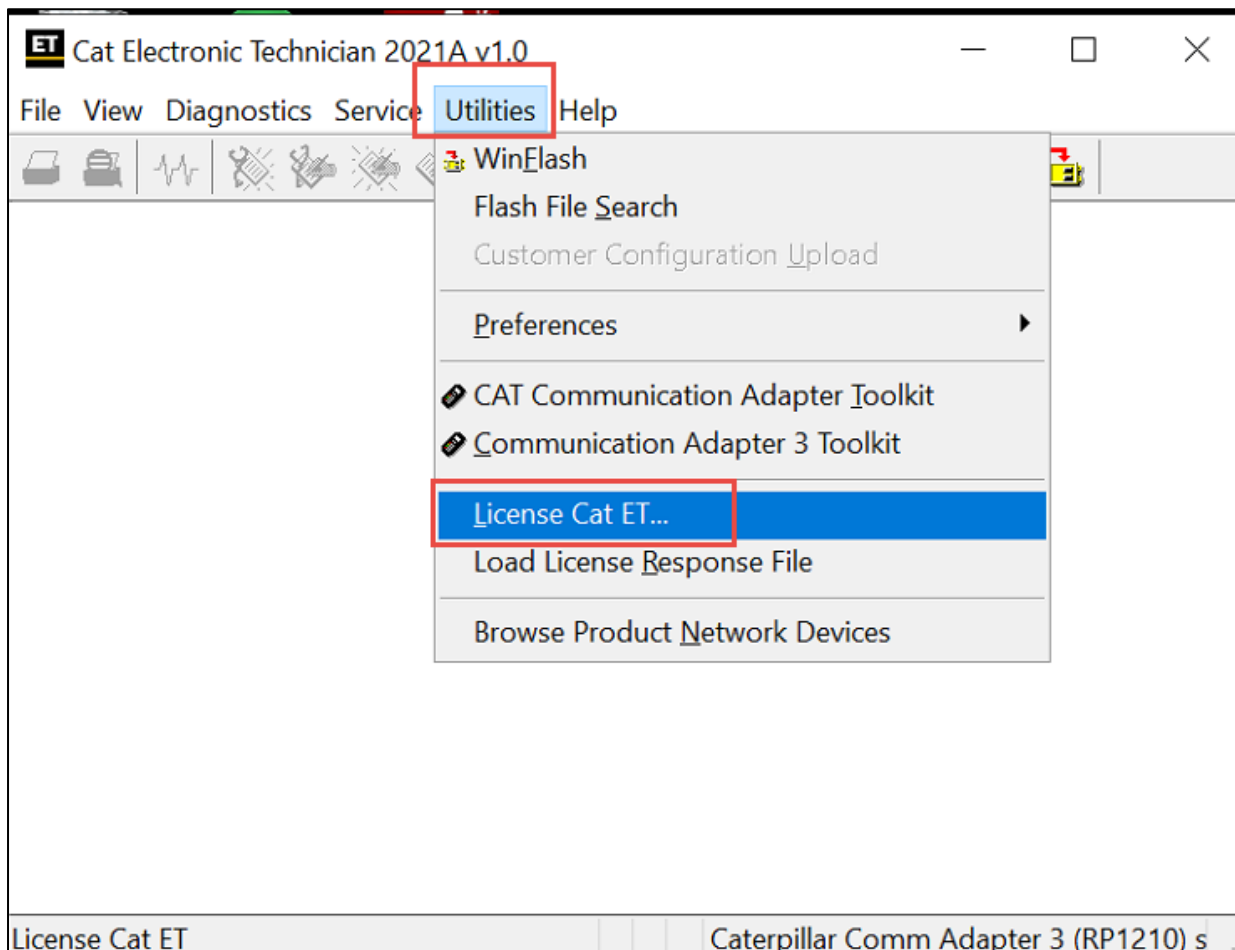 ET Cat Electronic Technician 2021A v1.0
File View Diagnostics Service Utilities Help
WinFlash
Flash File Search
Customer Configuration Upload
Preferences
CAT Communication Adapter Toolkit
Communication Adapter 3 Toolkit
License Cat ET...
Load License Response File
Browse Product Network Devices
License Cat ET Caterpillar Comm Adapter 3 (RP1210) s